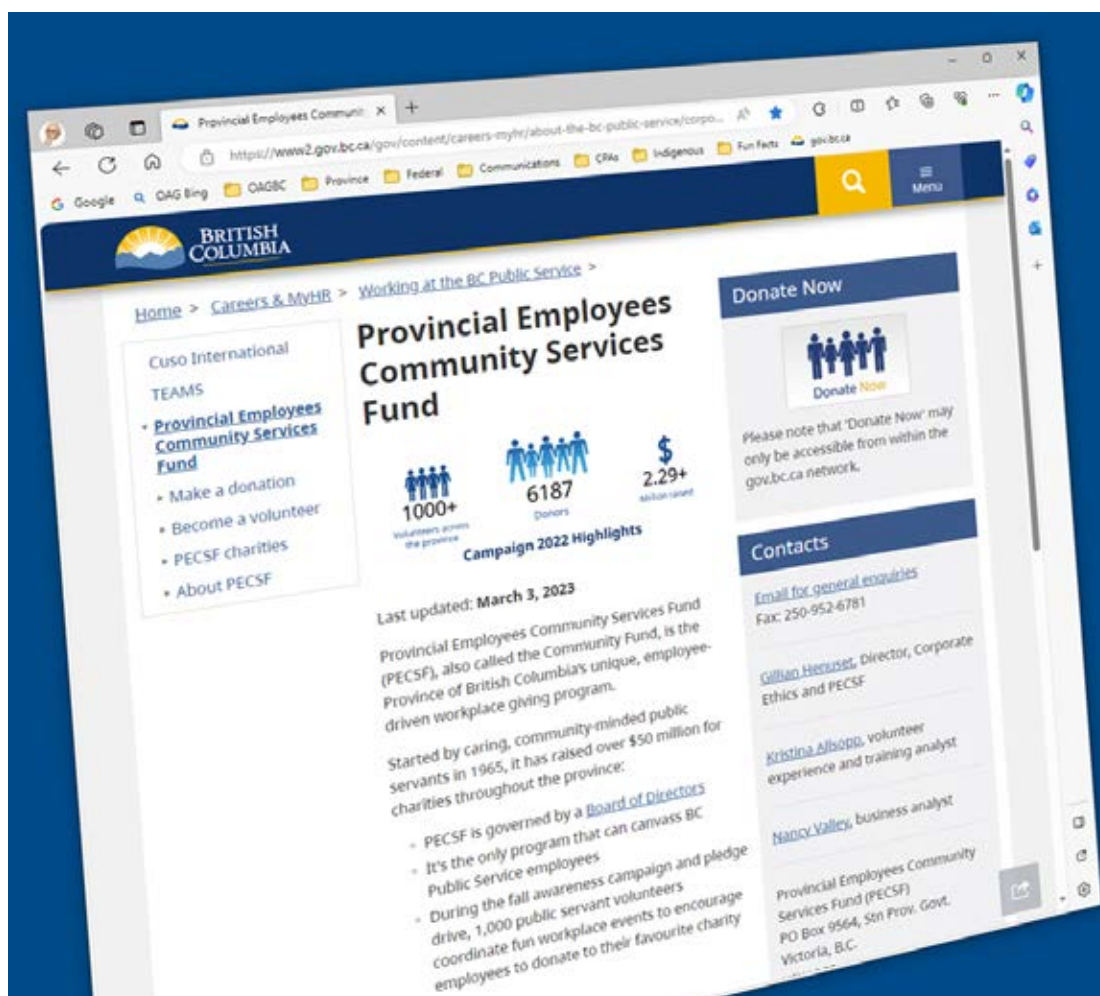 Provincial Employees Communi
https://www2.gov.bc.ca/gov/content/careers-myhr/about-the-bc-public-service/corpo...
Google OAG Bing OAGBC Province Federal Communications CPAs Indigenous Fun Facts gov.bc.ca
BRITISH
COLUMBIA
Menu
Home > Careers & MyHR > Working at the BC Public Service >
Cuso International
TEAMS
Provincial Employees
Community Services
Fund
Make a donation
Become a volunteer
PECSF charities
About PECSF
Provincial Employees
Community Services
Fund
1000+
Volunteers across
the province
6187
Donors
$
2.29+
Million raised
Campaign 2022 Highlights
Last updated: March 3, 2023
Provincial Employees Community Services Fund
(PECSF), also called the Community Fund, is the
Province of British Columbia's unique, employee-
driven workplace giving program.
Started by caring, community-minded public
servants in 1965, it has raised over $50 million for
charities throughout the province:
PECSF is governed by a Board of Directors
It's the only program that can canvass BC
Public Service employees
During the fall awareness campaign and pledge
drive, 1,000 public servant volunteers
coordinate fun workplace events to encourage
employees to donate to their favourite charity
Donate Now
Donate Now
Please note that 'Donate Now' may
only be accessible from within the
gov.bc.ca network.
Contacts
Email for general enquiries
Fax: 250-952-6781
Gillian Henuset, Director, Corporate
Ethics and PECSF
Kristina Allsopp, volunteer
experience and training analyst
Nancy Valley, business analyst
Provincial Employees Community
Services Fund (PECSF)
PO Box 9564, Stn Prov. Govt.
Victoria, B.C.